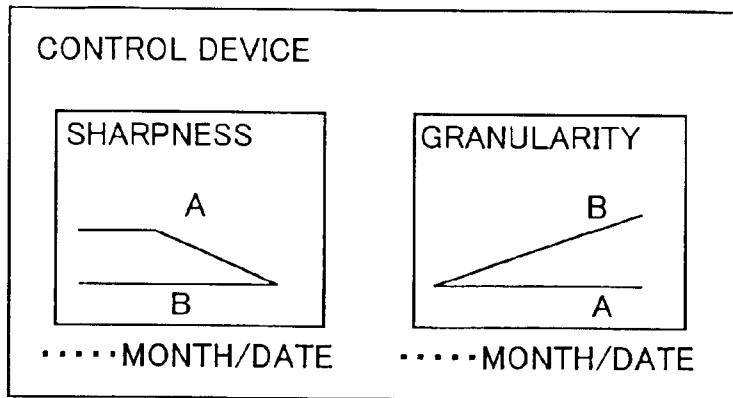 CONTROL DEVICE
SHARPNESS
A
B
·····MONTH/DATE
GRANULARITY
B
A
·····MONTH/DATE